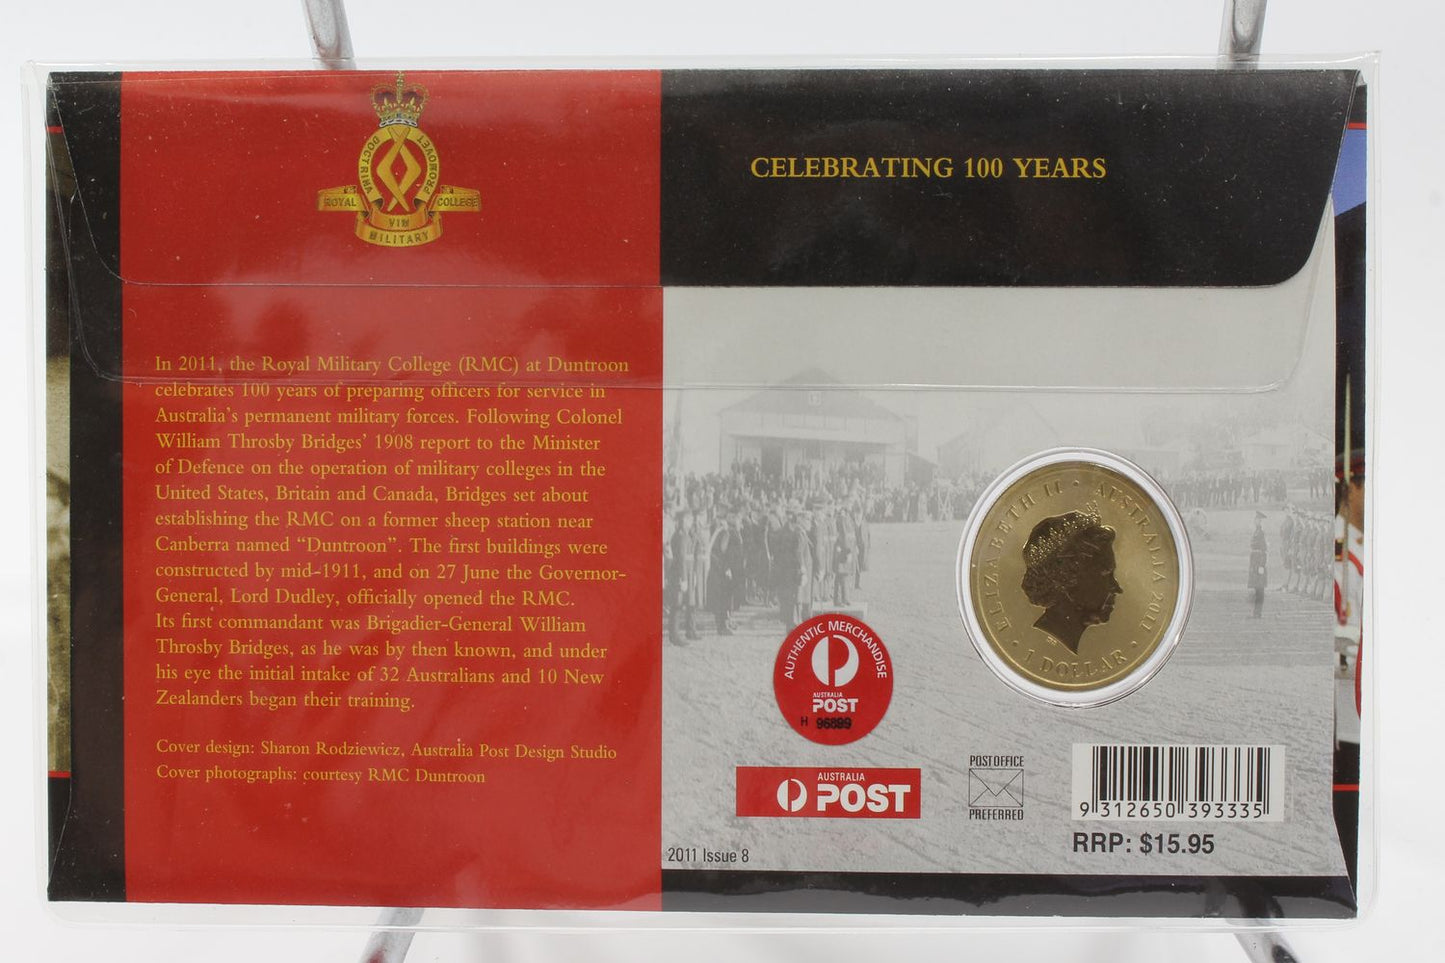 DOCTRINA
VIM
PROMOVET
ROYAL
COLLEGE
MILITARY
CELEBRATING 100 YEARS
In 2011, the Royal Military College (RMC) at Duntroon
celebrates 100 years of preparing officers for service in
Australia's permanent military forces. Following Colonel
William Throsby Bridges' 1908 report to the Minister
of Defence on the operation of military colleges in the
United States, Britain and Canada, Bridges set about
establishing the RMC on a former sheep station near
Canberra named “Duntroon”. The first buildings were
constructed by mid-1911, and on 27 June the Governor-
General, Lord Dudley, officially opened the RMC.
Its first commandant was Brigadier-General William
Throsby Bridges, as he was by then known, and under
his eye the initial intake of 32 Australians and 10 New
Zealanders began their training.
Cover design: Sharon Rodziewicz, Australia Post Design Studio
Cover photographs: courtesy RMC Duntroon
ELIZABETH II • AUSTRALIA 2011
• 1 DOLLAR •
AUTHENTIC MERCHANDISE
AUSTRALIA
POST
H 96899
AUSTRALIA
POST
POST OFFICE
PREFERRED
9 312650 393335
RRP: $15.95
2011 Issue 8